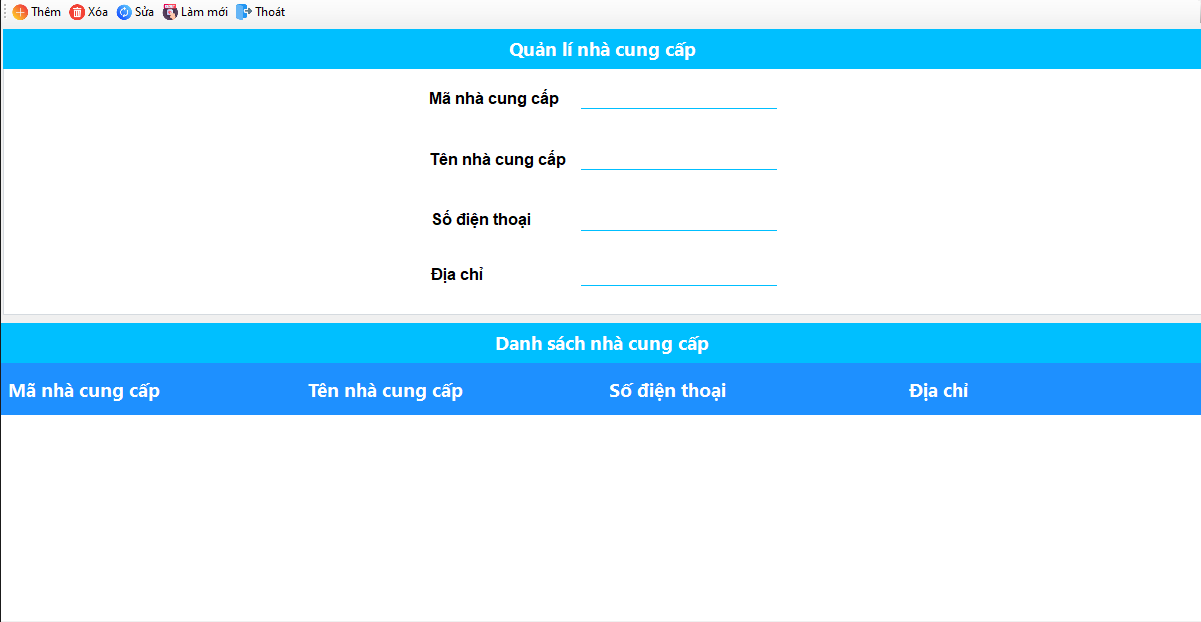 Thêm Xóa Sửa Làm mới Thoát
Quản lí nhà cung cấp
Mã nhà cung cấp
Tên nhà cung cấp
Số điện thoại
Địa chỉ
Danh sách nhà cung cấp
Mã nhà cung cấp Tên nhà cung cấp Số điện thoại Địa chỉ